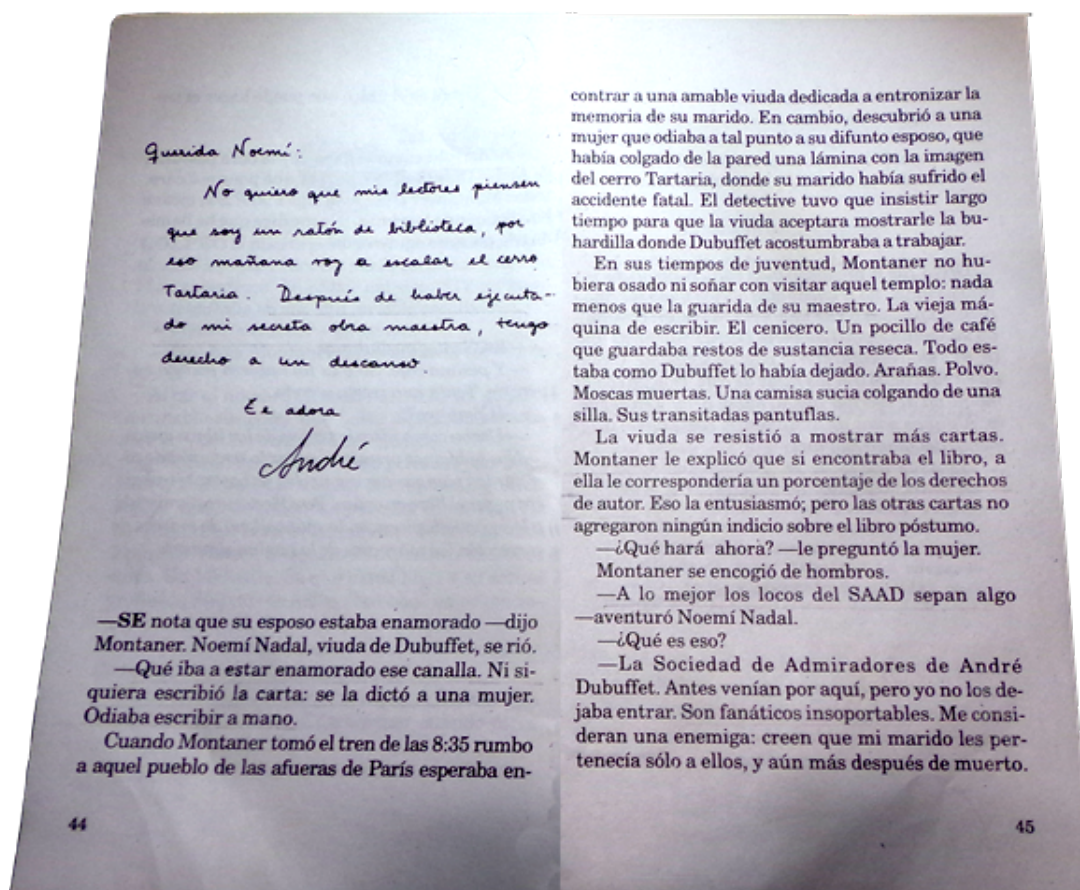 Querida Noemí:
No quiero que mis lectores piensen
que soy un ratón de biblioteca, por
eso mañana voy a escalar el cerro
Tartaria. Después de haber ejecuta-
do mi secreta obra maestra, tengo
derecho a un descanso.
Te adora
André
—SE nota que su esposo estaba enamorado —dijo
Montaner. Noemí Nadal, viuda de Dubuffet, se rió.
—Qué iba a estar enamorado ese canalla. Ni si-
quiera escribió la carta: se la dictó a una mujer.
Odiaba escribir a mano.
Cuando Montaner tomó el tren de las 8:35 rumbo
a aquel pueblo de las afueras de París esperaba en-
44
contrar a una amable viuda dedicada a entronizar la
memoria de su marido. En cambio, descubrió a una
mujer que odiaba a tal punto a su difunto esposo, que
había colgado de la pared una lámina con la imagen
del cerro Tartaria, donde su marido había sufrido el
accidente fatal. El detective tuvo que insistir largo
tiempo para que la viuda aceptara mostrarle la bu-
hardilla donde Dubuffet acostumbraba a trabajar.
En sus tiempos de juventud, Montaner no hu-
biera osado ni soñar con visitar aquel templo: nada
menos que la guarida de su maestro. La vieja má-
quina de escribir. El cenicero. Un pocillo de café
que guardaba restos de sustancia reseca. Todo es-
taba como Dubuffet lo había dejado. Arañas. Polvo.
Moscas muertas. Una camisa sucia colgando de una
silla. Sus transitadas pantuflas.
La viuda se resistió a mostrar más cartas.
Montaner le explicó que si encontraba el libro, a
ella le correspondería un porcentaje de los derechos
de autor. Eso la entusiasmó; pero las otras cartas no
agregaron ningún indicio sobre el libro póstumo.
—¿Qué hará ahora? —le preguntó la mujer.
Montaner se encogió de hombros.
—A lo mejor los locos del SAAD sepan algo
—aventuró Noemí Nadal.
—¿Qué es eso?
—La Sociedad de Admiradores de André
Dubuffet. Antes venían por aquí, pero yo no los de-
jaba entrar. Son fanáticos insoportables. Me consi-
deran una enemiga: creen que mi marido les per-
tenecía sólo a ellos, y aún más después de muerto.
45